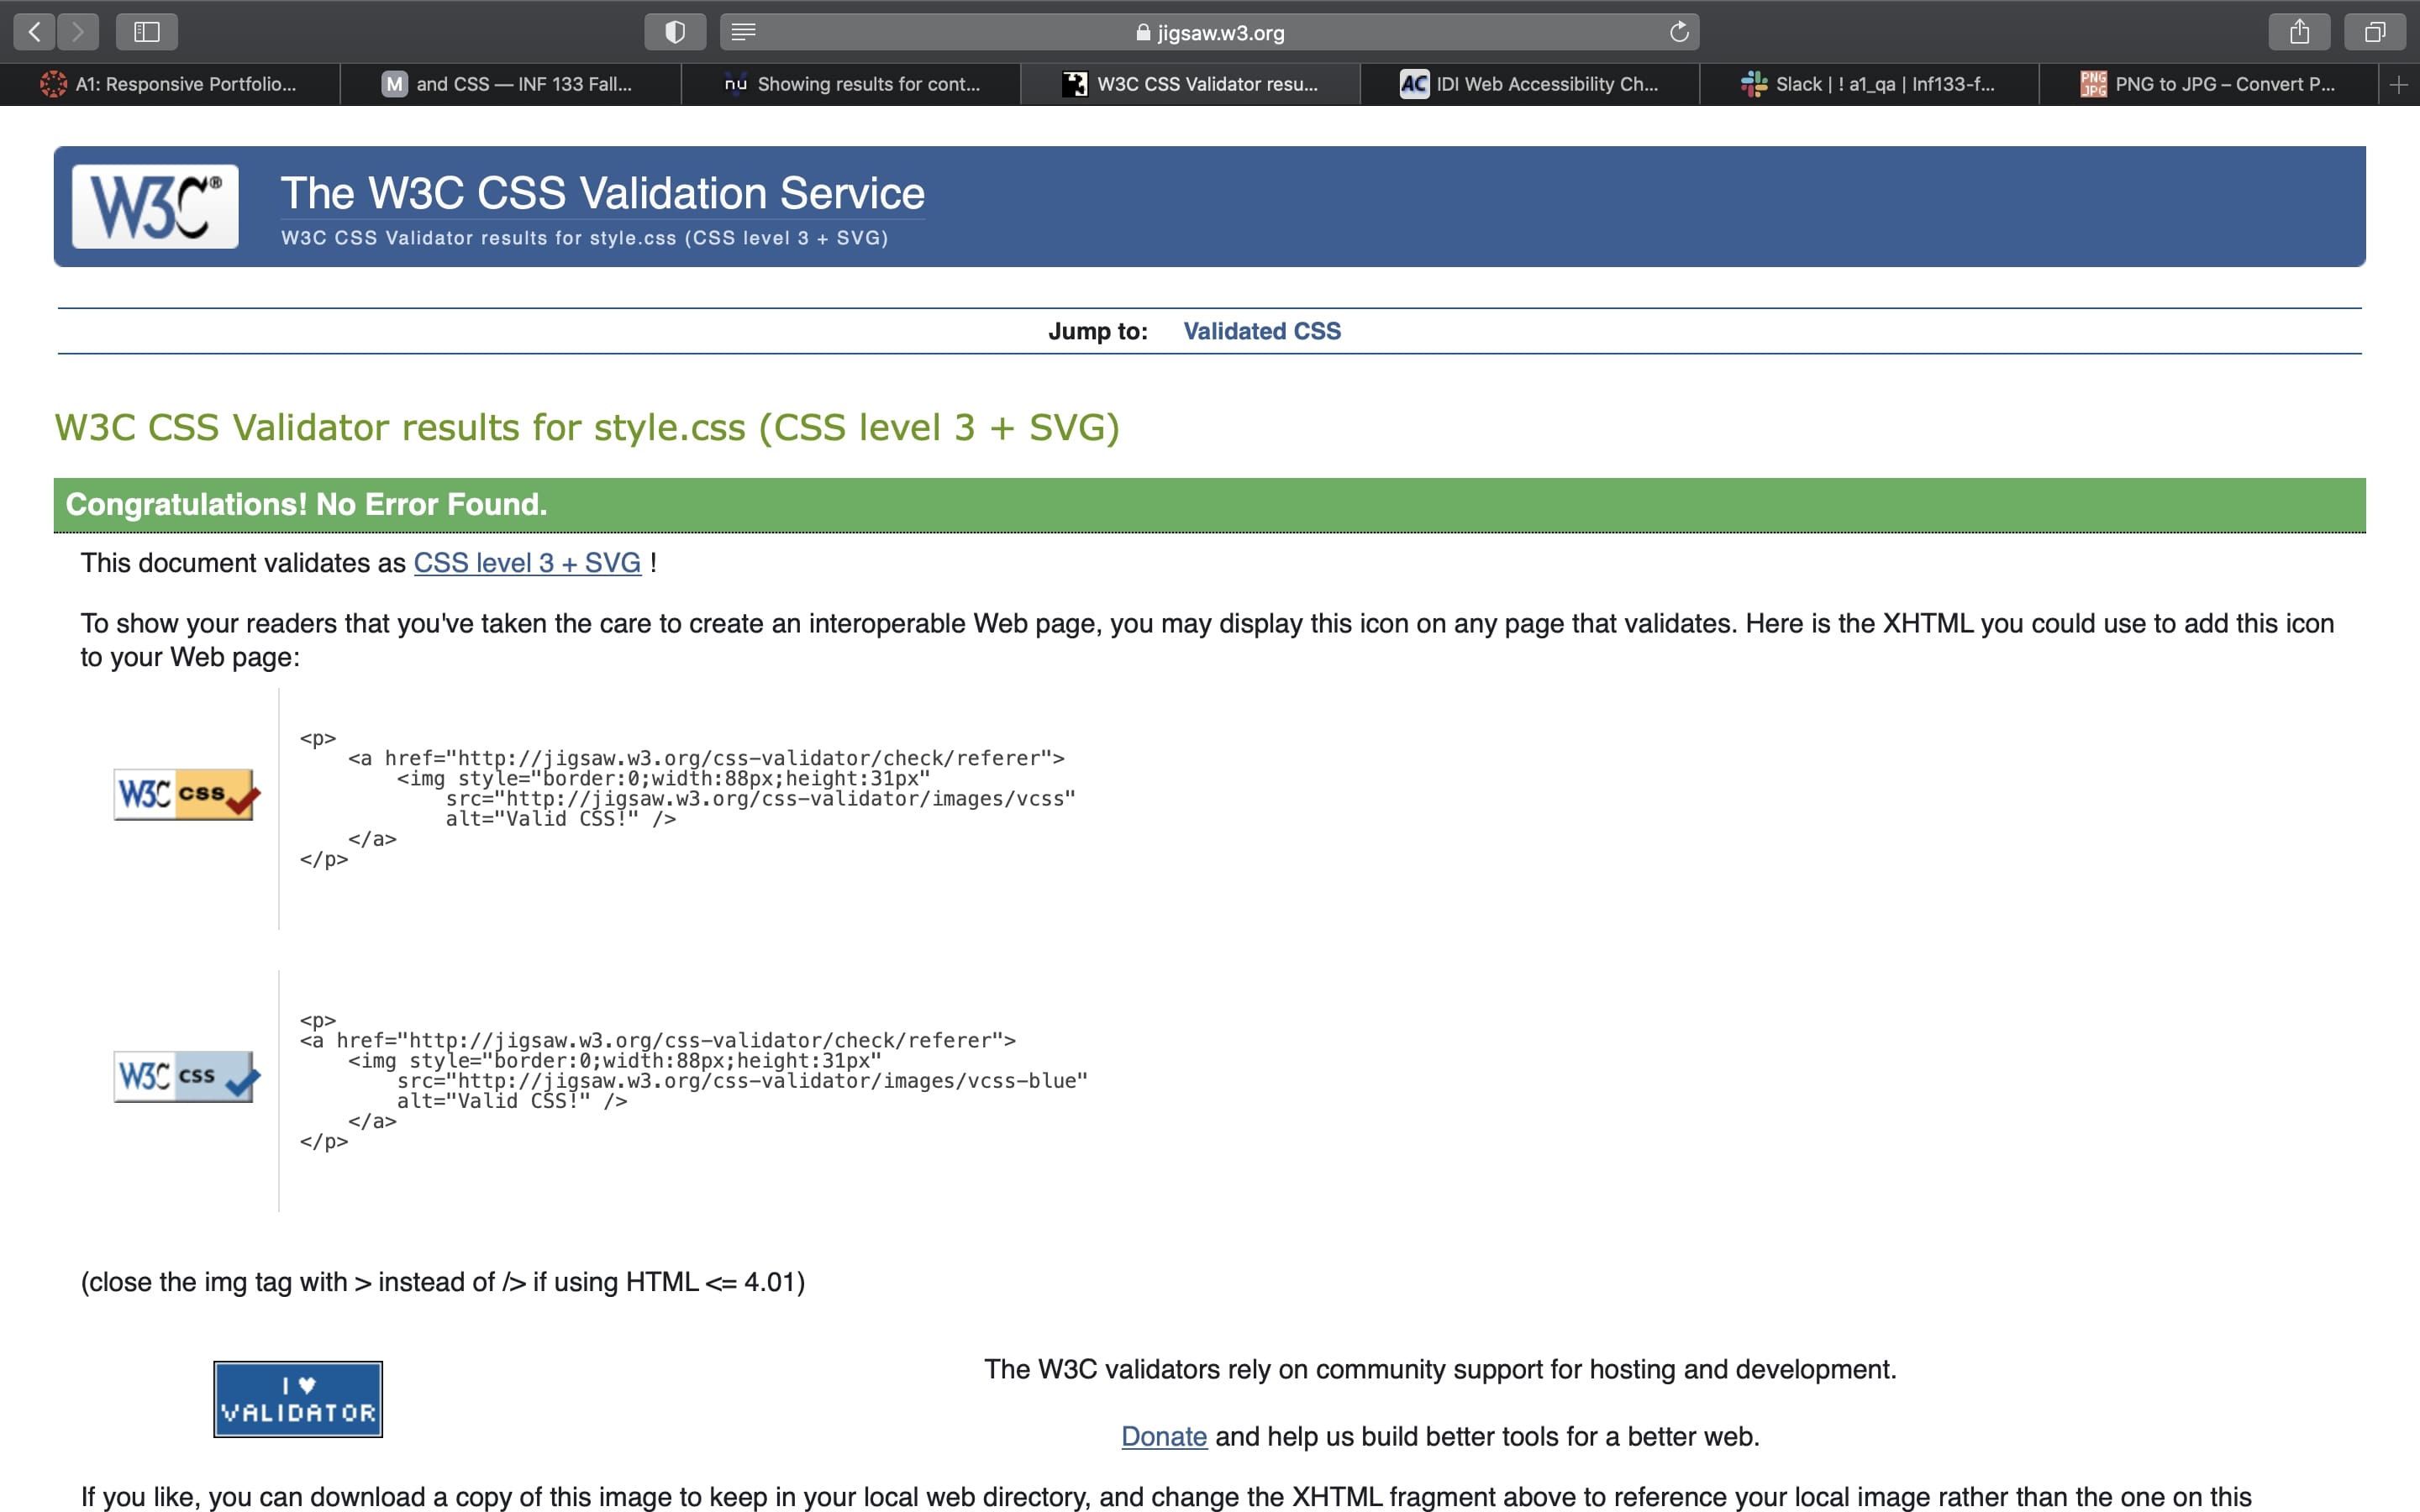 jigsaw.w3.org
A1: Responsive Portfolio...
M and CSS — INF 133 Fall...
nu Showing results for cont...
W3C CSS Validator resu...
AC IDI Web Accessibility Ch...
Slack | ! a1_qa | Inf133-f...
PNG JPG PNG to JPG – Convert P...
W3C®
The W3C CSS Validation Service
W3C CSS Validator results for style.css (CSS level 3 + SVG)
Jump to: Validated CSS
W3C CSS Validator results for style.css (CSS level 3 + SVG)
Congratulations! No Error Found.
This document validates as CSS level 3 + SVG !
To show your readers that you've taken the care to create an interoperable Web page, you may display this icon on any page that validates. Here is the XHTML you could use to add this icon
to your Web page:
W3C css
<p>
    <a href="http://jigsaw.w3.org/css-validator/check/referer">
        <img style="border:0;width:88px;height:31px"
            src="http://jigsaw.w3.org/css-validator/images/vcss"
            alt="Valid CSS!" />
    </a>
</p>
W3C css
<p>
<a href="http://jigsaw.w3.org/css-validator/check/referer">
    <img style="border:0;width:88px;height:31px"
        src="http://jigsaw.w3.org/css-validator/images/vcss-blue"
        alt="Valid CSS!" />
    </a>
</p>
(close the img tag with > instead of /> if using HTML <= 4.01)
I ♥
VALIDATOR
The W3C validators rely on community support for hosting and development.
Donate and help us build better tools for a better web.
If you like, you can download a copy of this image to keep in your local web directory, and change the XHTML fragment above to reference your local image rather than the one on this